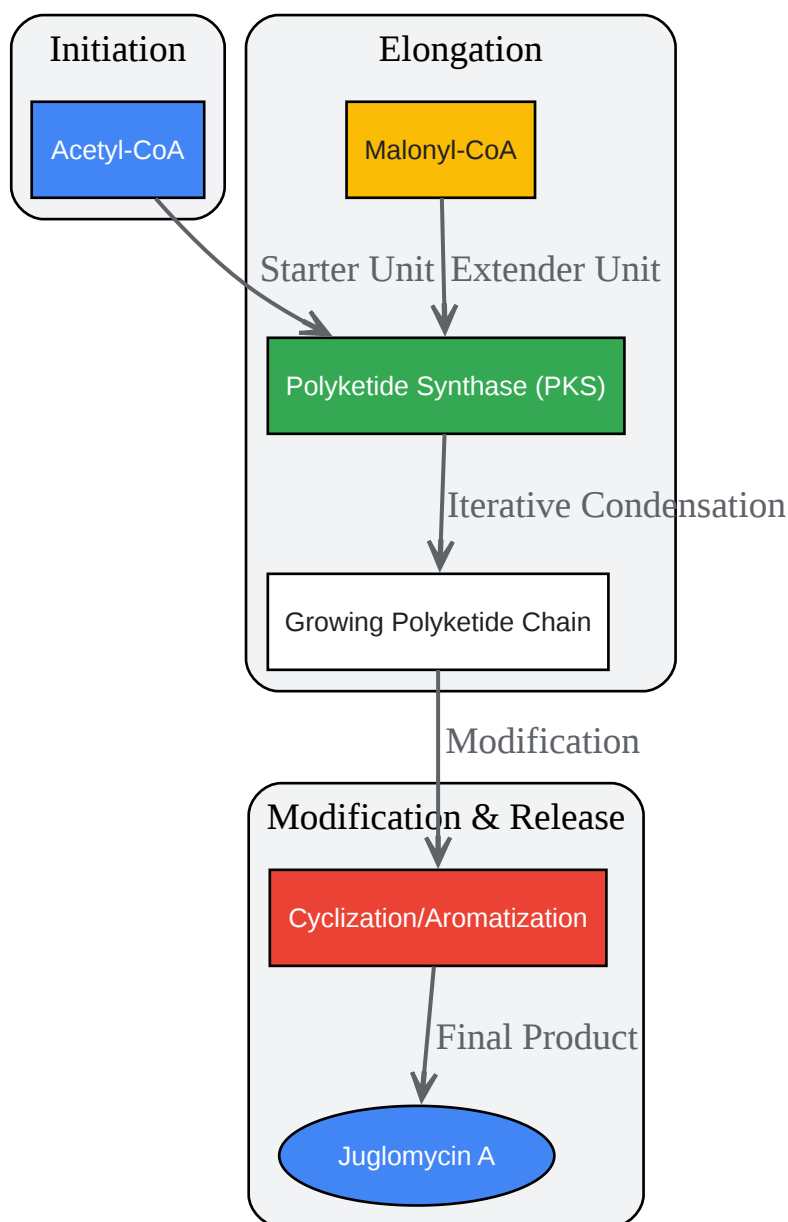 Initiation
Elongation
Acetyl-CoA
Malonyl-CoA
Starter Unit
Extender Unit
Polyketide Synthase (PKS)
Iterative Condensation
Growing Polyketide Chain
Modification
Modification & Release
Cyclization/Aromatization
Final Product
Juglomycin A